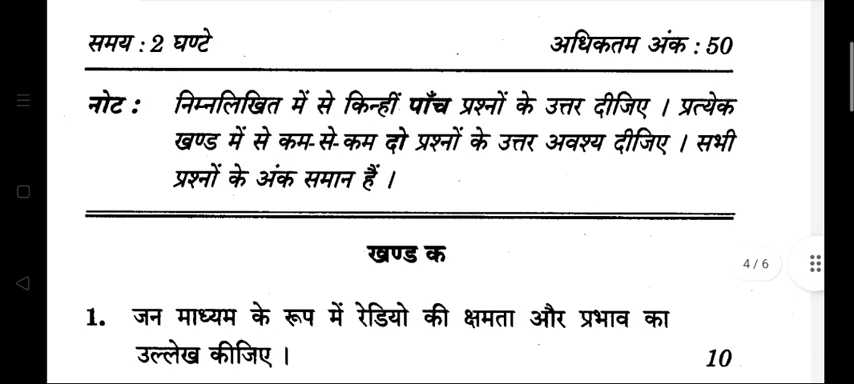 समय : 2 घण्टे अधिकतम अंक : 50
नोट : निम्नलिखित में से किन्हीं पाँच प्रश्नों के उत्तर दीजिए । प्रत्येक
खण्ड में से कम-से-कम दो प्रश्नों के उत्तर अवश्य दीजिए । सभी
प्रश्नों के अंक समान हैं ।
खण्ड क
4 / 6
1. जन माध्यम के रूप में रेडियो की क्षमता और प्रभाव का
उल्लेख कीजिए । 10